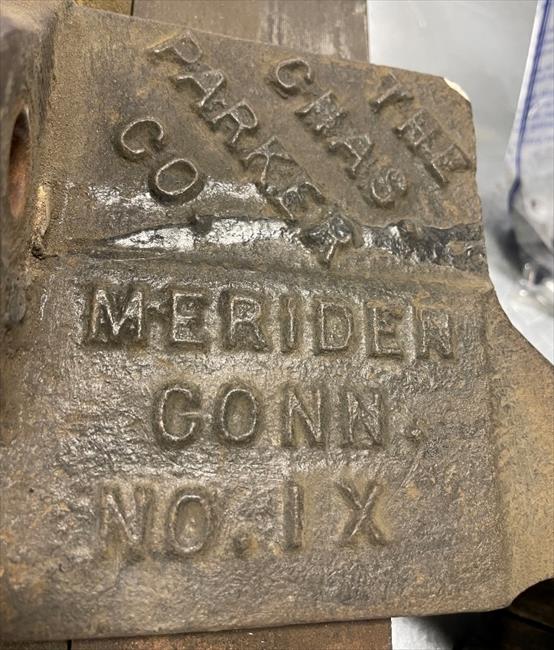 THE
CHAS
PARKER
CO
MERIDEN
CONN.
NO. IX